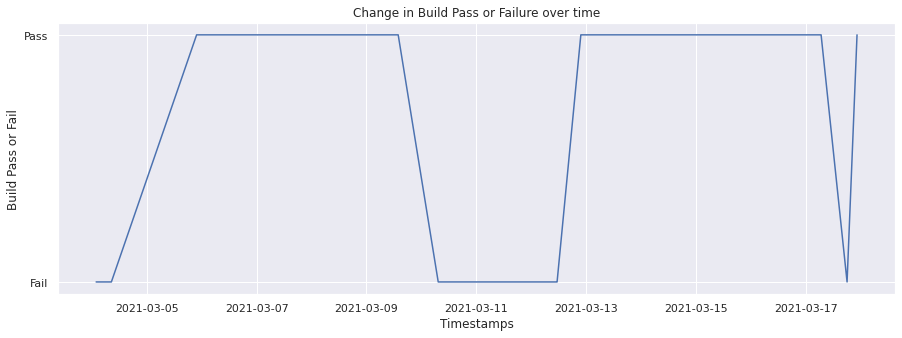 Change in Build Pass or Failure over time
Pass
Build Pass or Fail
Fail
2021-03-05 2021-03-07 2021-03-09 2021-03-11 2021-03-13 2021-03-15 2021-03-17
Timestamps